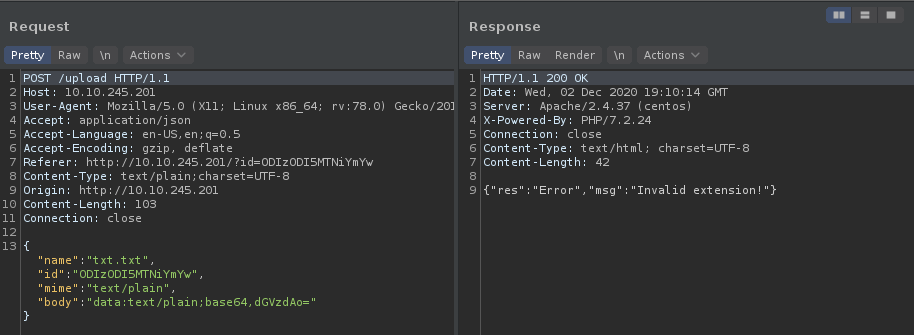 Request
Pretty Raw \n Actions
1 POST /upload HTTP/1.1
2 Host: 10.10.245.201
3 User-Agent: Mozilla/5.0 (X11; Linux x86_64; rv:78.0) Gecko/201
4 Accept: application/json
5 Accept-Language: en-US,en;q=0.5
6 Accept-Encoding: gzip, deflate
7 Referer: http://10.10.245.201/?id=ODIzODI5MTNiYmYw
8 Content-Type: text/plain;charset=UTF-8
9 Origin: http://10.10.245.201
10 Content-Length: 103
11 Connection: close
12
13 {
"name":"txt.txt",
"id":"ODIzODI5MTNiYmYw",
"mime":"text/plain",
"body":"data:text/plain;base64,dGVzdAo="
}
Response
Pretty Raw Render \n Actions
1 HTTP/1.1 200 OK
2 Date: Wed, 02 Dec 2020 19:10:14 GMT
3 Server: Apache/2.4.37 (centos)
4 X-Powered-By: PHP/7.2.24
5 Connection: close
6 Content-Type: text/html; charset=UTF-8
7 Content-Length: 42
8
9 {"res":"Error","msg":"Invalid extension!"}